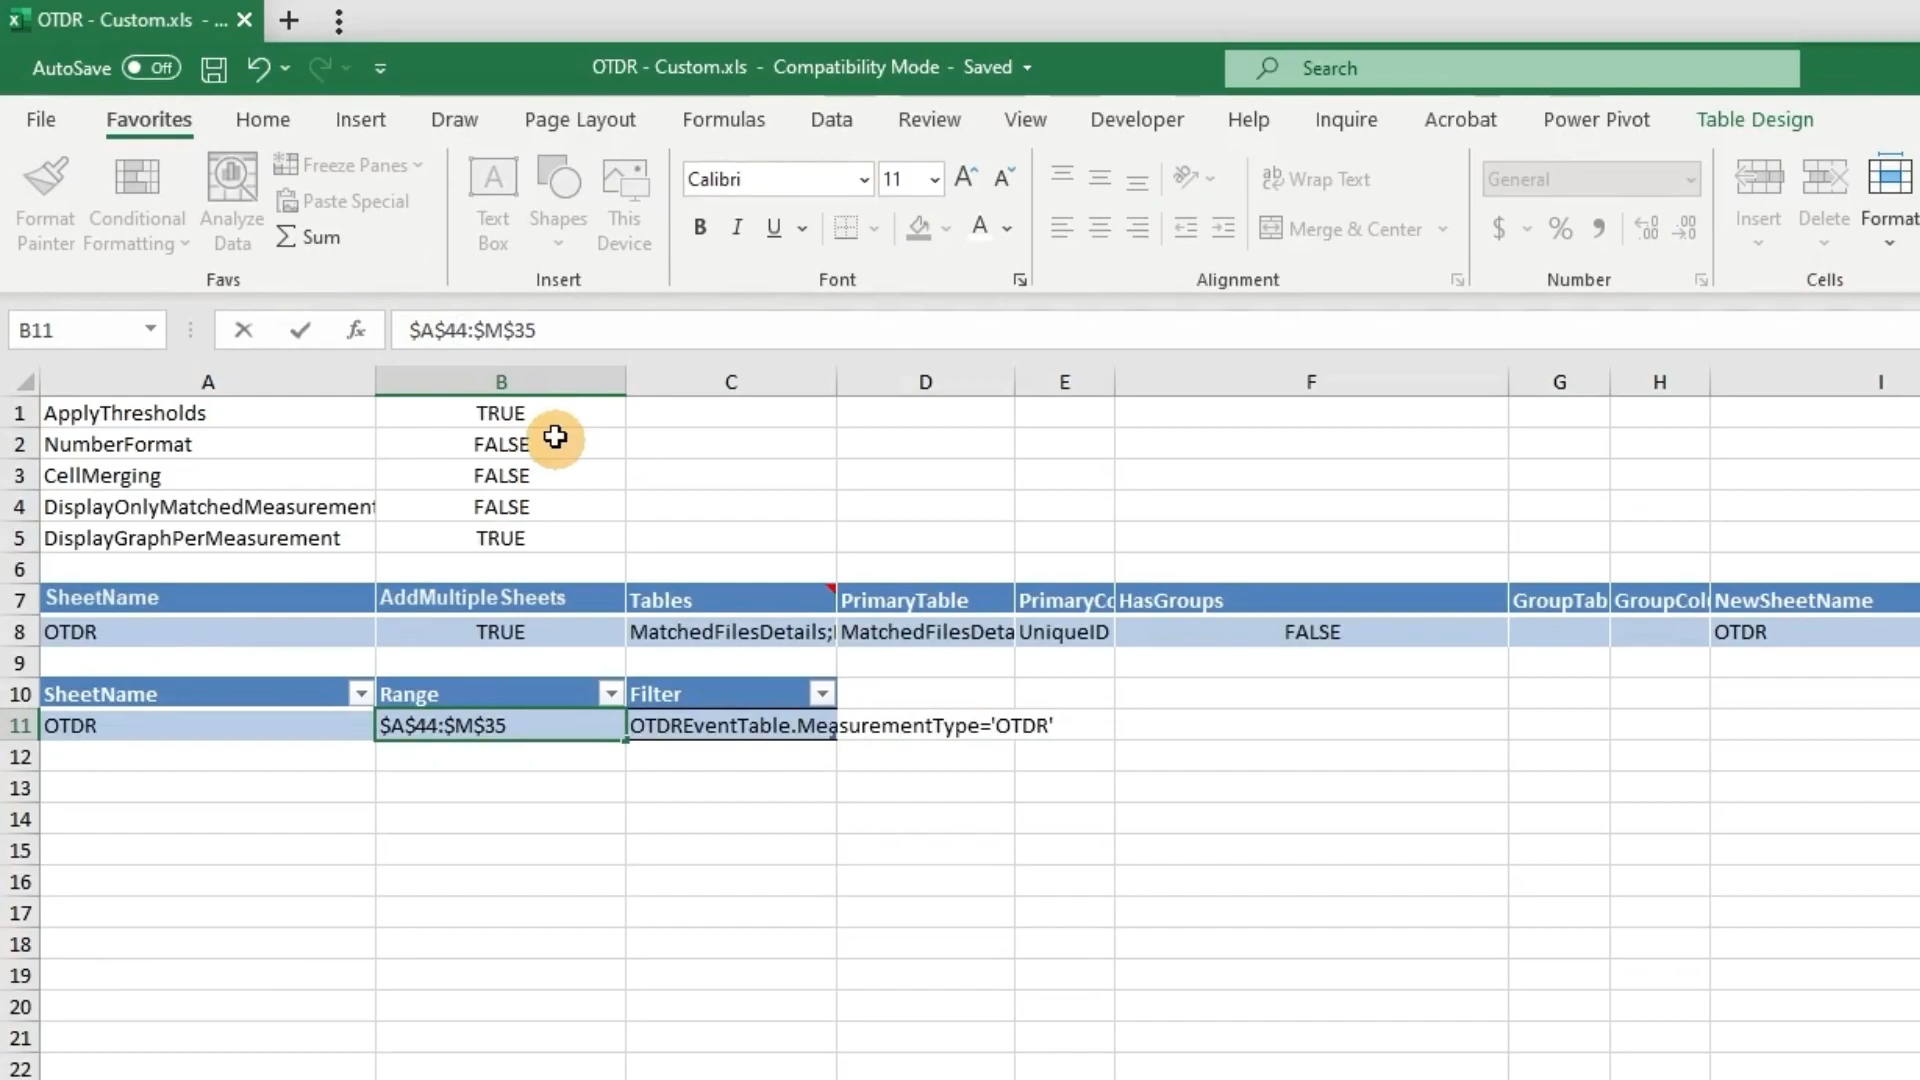 OTDR - Custom.xls - ...
AutoSave Off
OTDR - Custom.xls - Compatibility Mode - Saved
Search
File Favorites Home Insert Draw Page Layout Formulas Data Review View Developer Help Inquire Acrobat Power Pivot Table Design
Format Painter
Conditional Formatting
Analyze Data
Freeze Panes
Paste Special
Sum
Favs
Text Box
Shapes
This Device
Insert
Calibri 11
B I U
Font
Wrap Text
Merge & Center
Alignment
General
$ %
Number
Insert
Delete
Format
Cells
B11 fx $A$44:$M$35
A B C D E F G H I
1 ApplyThresholds TRUE
2 NumberFormat FALSE
3 CellMerging FALSE
4 DisplayOnlyMatchedMeasurement FALSE
5 DisplayGraphPerMeasurement TRUE
6
7 SheetName AddMultipleSheets Tables PrimaryTable PrimaryCo HasGroups GroupTab GroupCol NewSheetName
8 OTDR TRUE MatchedFilesDetails; MatchedFilesDeta UniqueID FALSE OTDR
9
10 SheetName Range Filter
11 OTDR $A$44:$M$35 OTDREventTable.MeasurementType='OTDR'
12
13
14
15
16
17
18
19
20
21
22